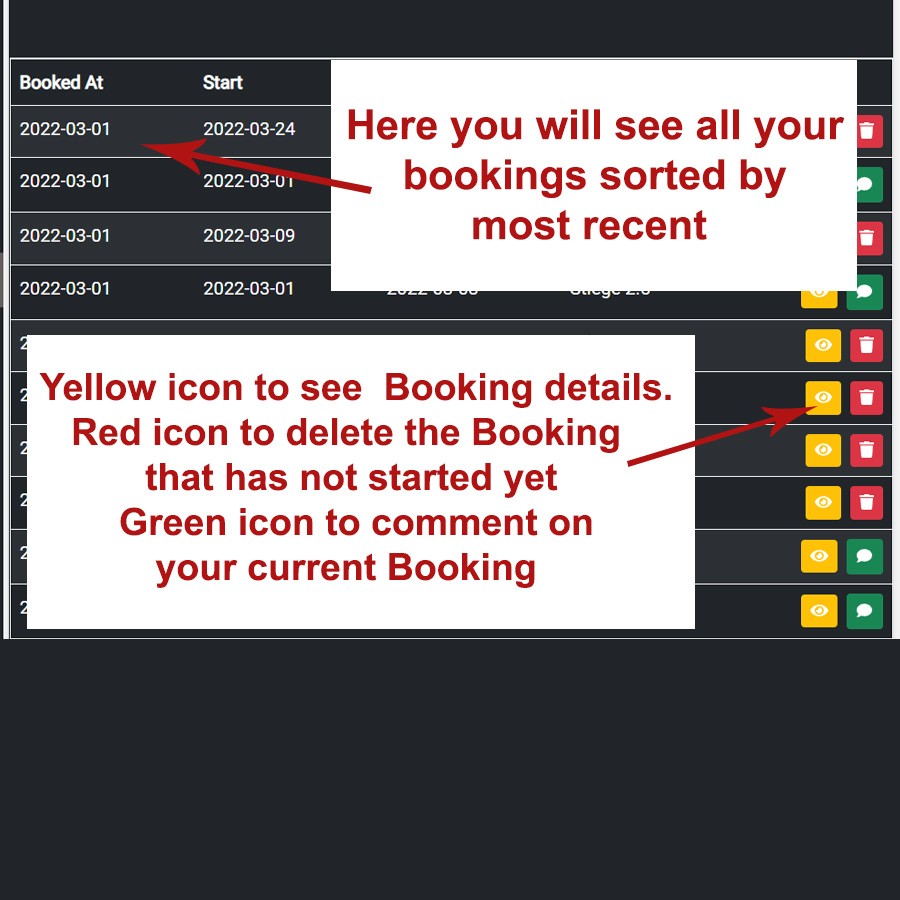 Booked At Start
2022-03-01 2022-03-24
2022-03-01 2022-03-01
2022-03-01 2022-03-09
2022-03-01 2022-03-01
Here you will see all your
bookings sorted by
most recent
Yellow icon to see  Booking details.
Red icon to delete the Booking
that has not started yet
Green icon to comment on
your current Booking